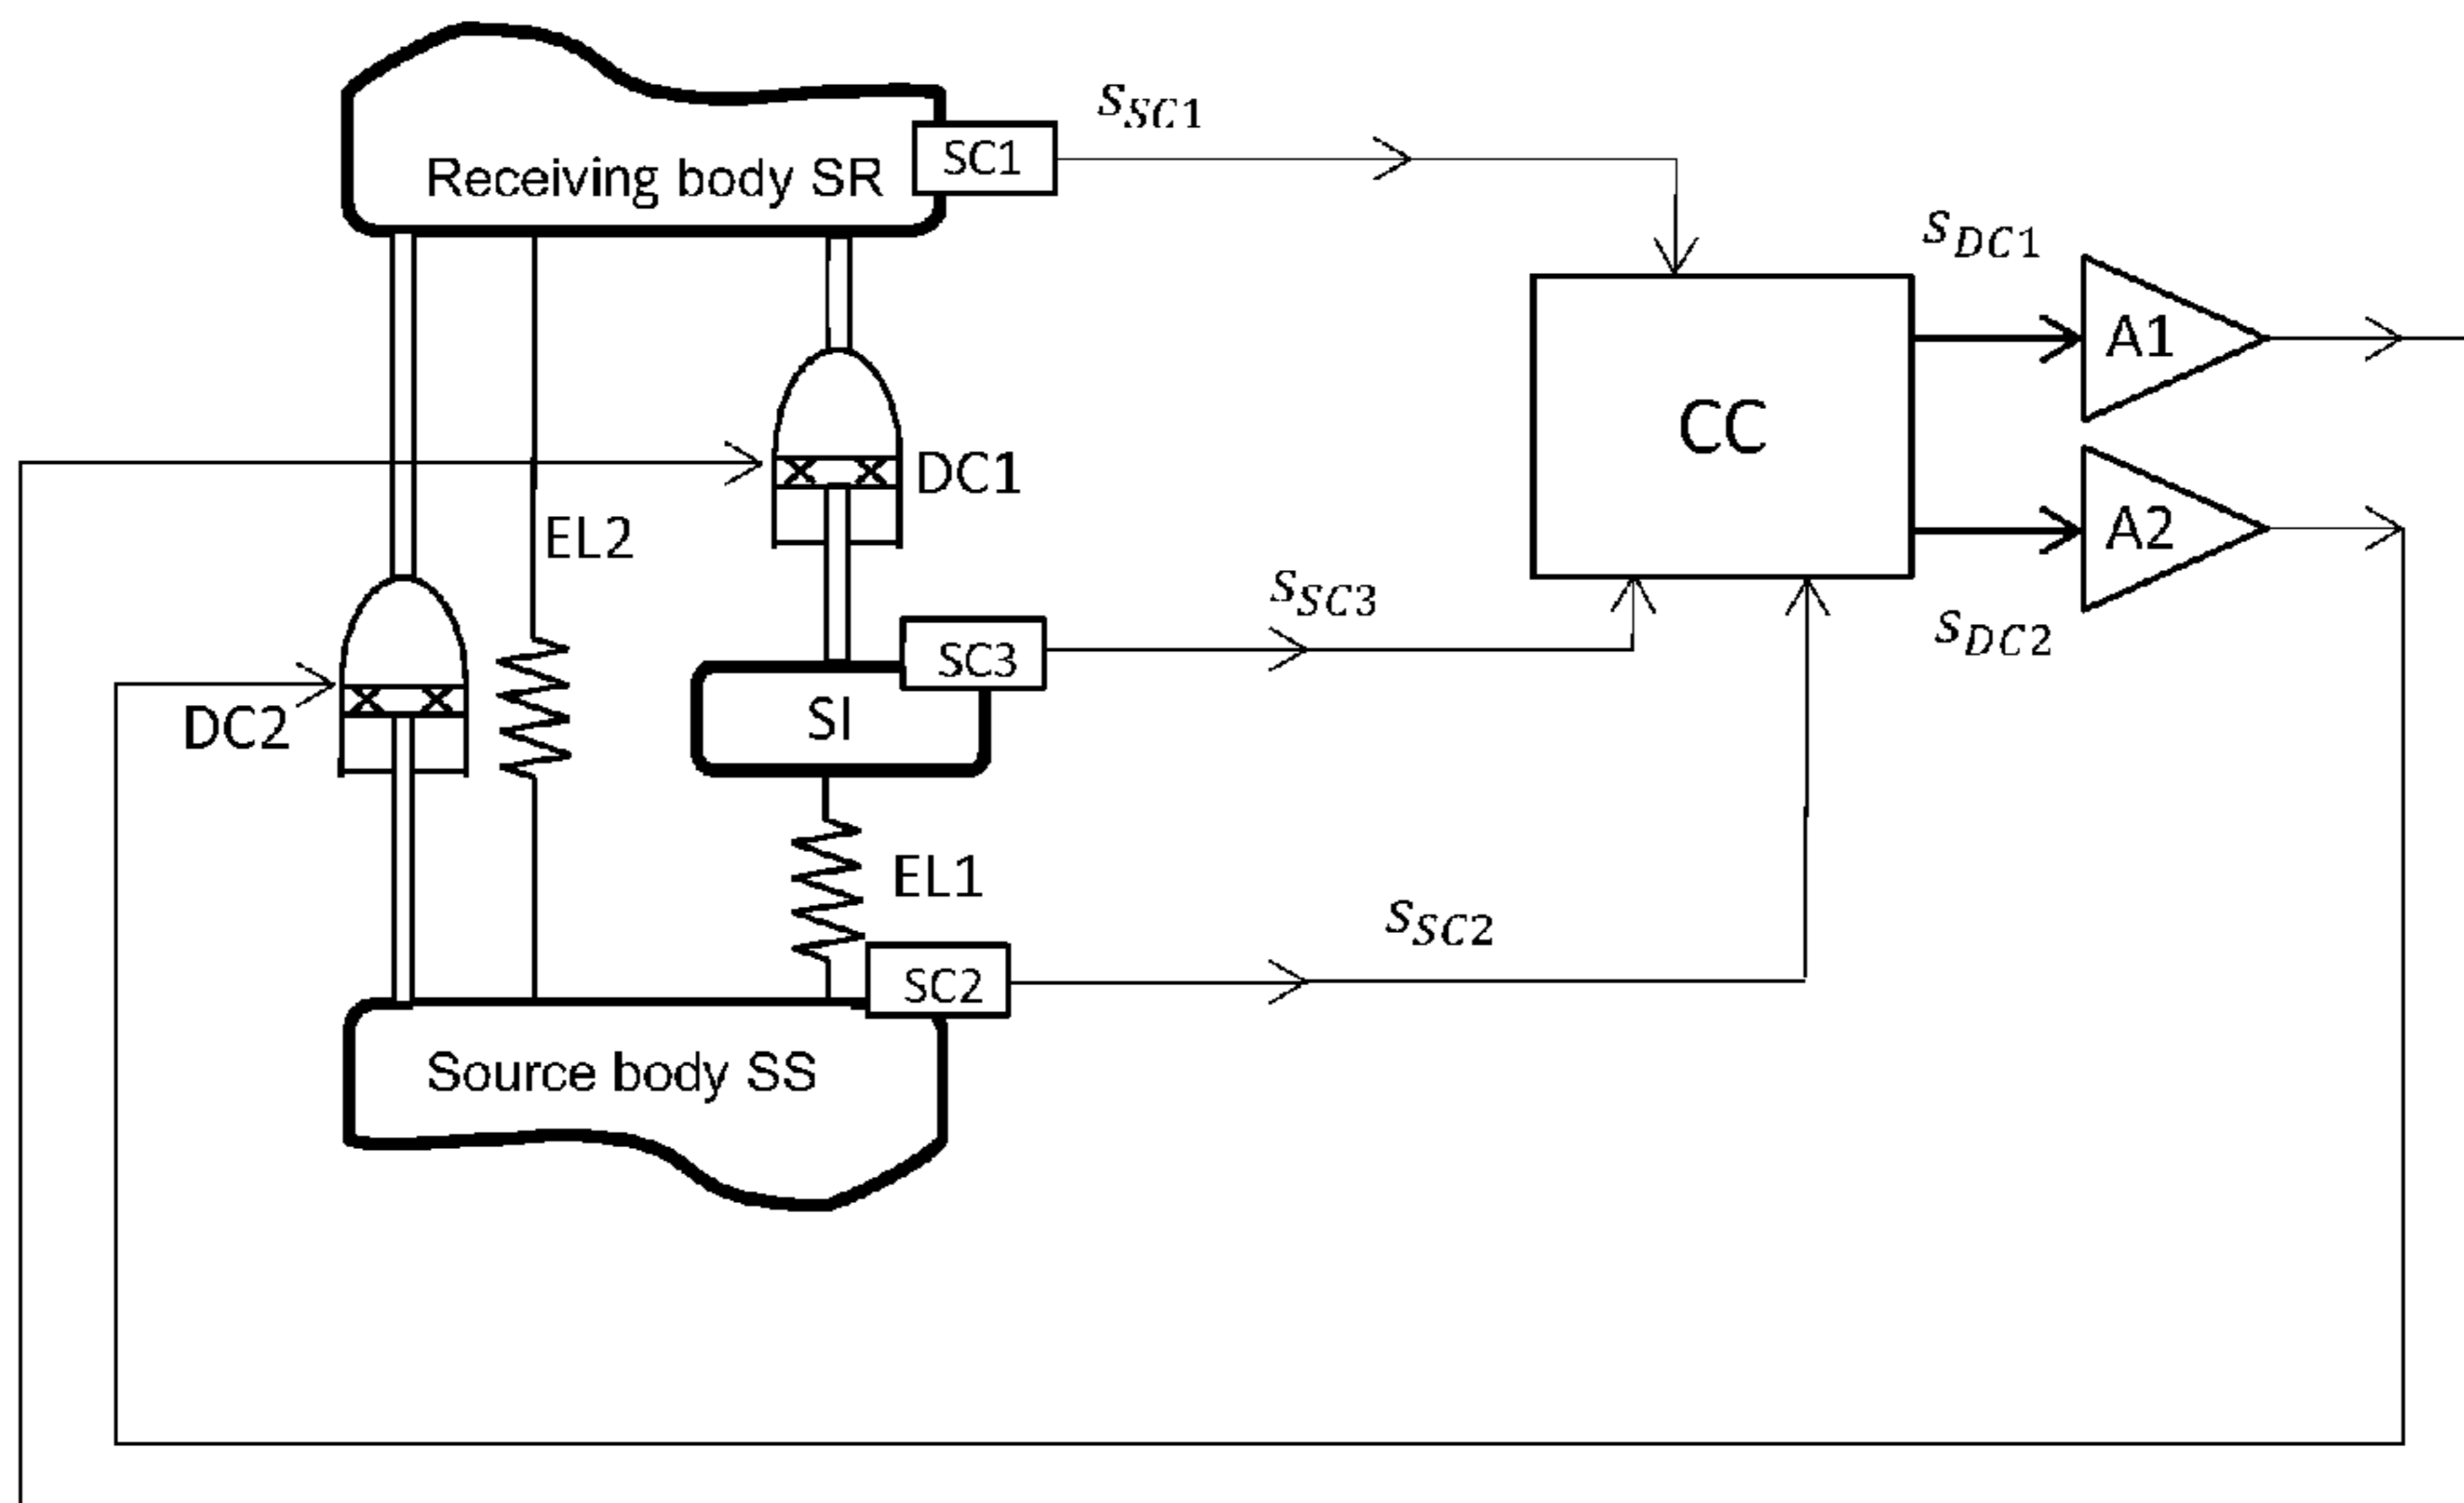 s_SC1
Receiving body SR
SC1
s_DC1
A1
CC
DC1
EL2
A2
s_SC3
s_DC2
SC3
DC2
SI
EL1
s_SC2
SC2
Source body SS